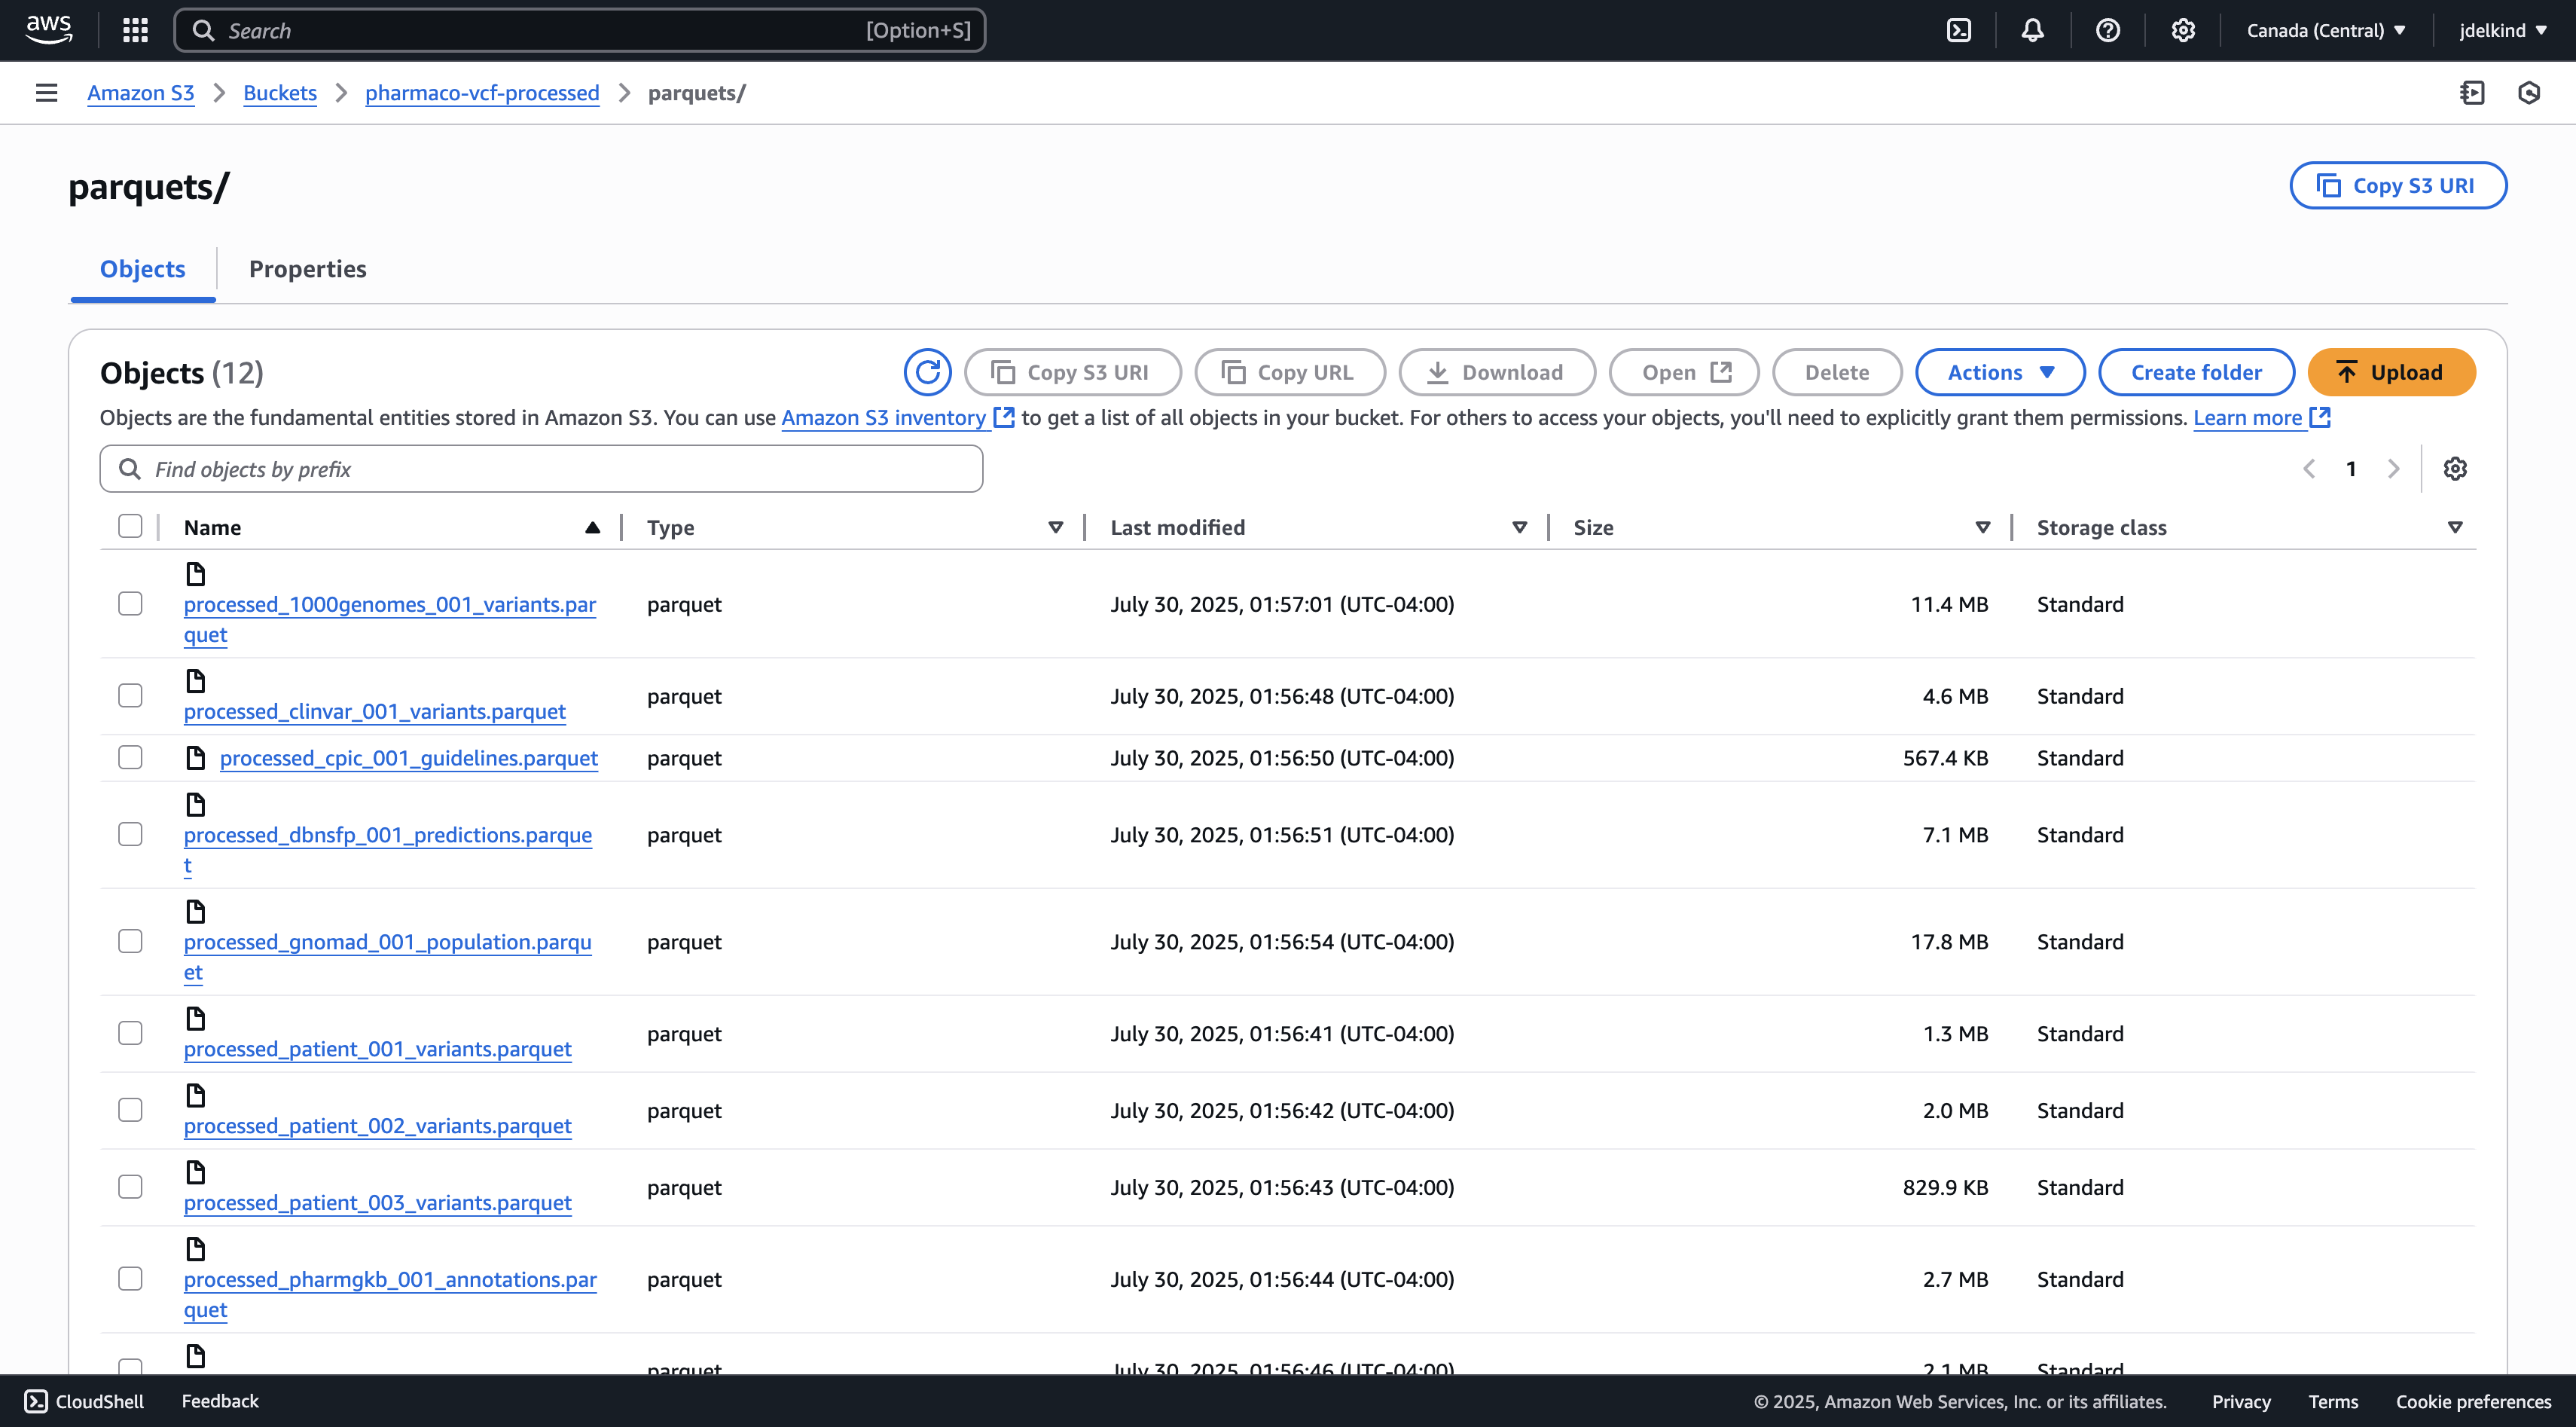 aws
Search
[Option+S]
Canada (Central)
jdelkind
Amazon S3
Buckets
pharmaco-vcf-processed
parquets/
parquets/
Copy S3 URI
Objects
Properties
Objects (12)
Copy S3 URI
Copy URL
Download
Open
Delete
Actions
Create folder
Upload
Objects are the fundamental entities stored in Amazon S3. You can use Amazon S3 inventory to get a list of all objects in your bucket. For others to access your objects, you'll need to explicitly grant them permissions. Learn more
Find objects by prefix
1
Name
Type
Last modified
Size
Storage class
processed_1000genomes_001_variants.par
quet
parquet
July 30, 2025, 01:57:01 (UTC-04:00)
11.4 MB
Standard
processed_clinvar_001_variants.parquet
parquet
July 30, 2025, 01:56:48 (UTC-04:00)
4.6 MB
Standard
processed_cpic_001_guidelines.parquet
parquet
July 30, 2025, 01:56:50 (UTC-04:00)
567.4 KB
Standard
processed_dbnsfp_001_predictions.parque
t
parquet
July 30, 2025, 01:56:51 (UTC-04:00)
7.1 MB
Standard
processed_gnomad_001_population.parqu
et
parquet
July 30, 2025, 01:56:54 (UTC-04:00)
17.8 MB
Standard
processed_patient_001_variants.parquet
parquet
July 30, 2025, 01:56:41 (UTC-04:00)
1.3 MB
Standard
processed_patient_002_variants.parquet
parquet
July 30, 2025, 01:56:42 (UTC-04:00)
2.0 MB
Standard
processed_patient_003_variants.parquet
parquet
July 30, 2025, 01:56:43 (UTC-04:00)
829.9 KB
Standard
processed_pharmgkb_001_annotations.par
quet
parquet
July 30, 2025, 01:56:44 (UTC-04:00)
2.7 MB
Standard
parquet
July 30, 2025, 01:56:46 (UTC-04:00)
2.1 MB
Standard
CloudShell
Feedback
© 2025, Amazon Web Services, Inc. or its affiliates.
Privacy
Terms
Cookie preferences